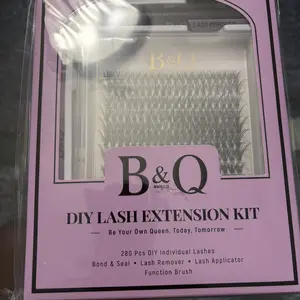 B&Q
B&Q
DIY LASH EXTENSION KIT
Be Your Own Queen, Today, Tomorrow
280 Pcs DIY Individual Lashes
Bond & Seal • Lash Remover • Lash Applicator
Function Brush